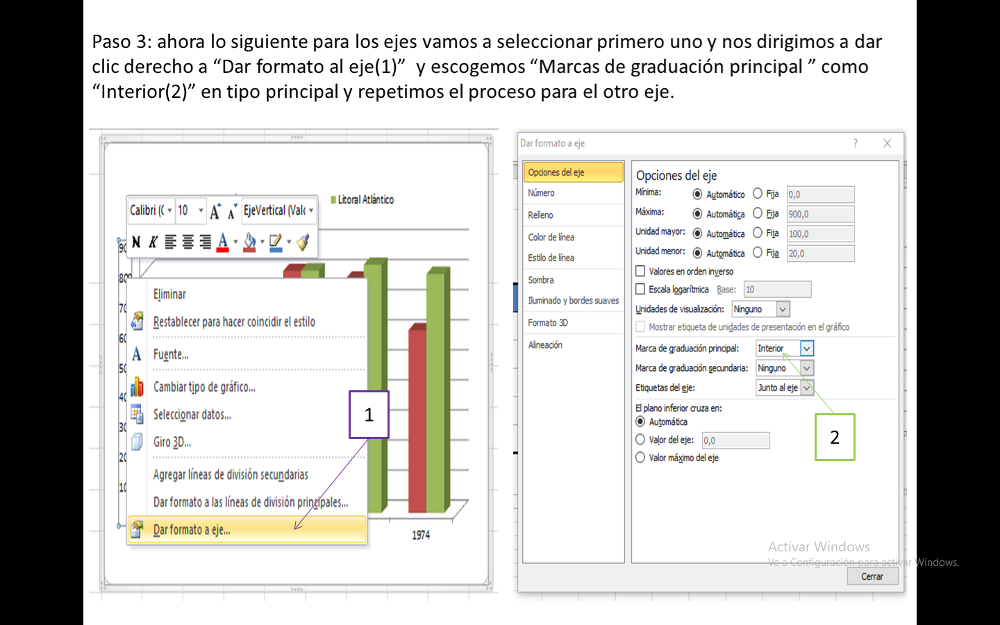 Paso 3: ahora lo siguiente para los ejes vamos a seleccionar primero uno y nos dirigimos a dar
clic derecho a “Dar formato al eje(1)”  y escogemos “Marcas de graduación principal ” como
“Interior(2)” en tipo principal y repetimos el proceso para el otro eje.
Litoral Atlántico
Calibri (C 10 A A EjeVertical (Valc
N K A
90
80
70
60
50
40
30
20
10
Eliminar
Restablecer para hacer coincidir el estilo
Fuente...
Cambiar tipo de gráfico...
Seleccionar datos...
Giro 3D...
Agregar líneas de división secundarias
Dar formato a las líneas de división principales...
Dar formato a eje...
1
1974
Dar formato a eje ?
Opciones del eje
Número
Relleno
Color de línea
Estilo de línea
Sombra
Iluminado y bordes suaves
Formato 3D
Alineación
Opciones del eje
Mínima: Automático Fija 0,0
Máxima: Automática Fija 900,0
Unidad mayor: Automática Fija 100,0
Unidad menor: Automática Fija 20,0
Valores en orden inverso
Escala logarítmica Base: 10
Unidades de visualización: Ninguno
Mostrar etiqueta de unidades de presentación en el gráfico
Marca de graduación principal: Interior
Marca de graduación secundaria: Ninguno
Etiquetas del eje: Junto al eje
El plano inferior cruza en:
Automática
Valor del eje: 0,0
Valor máximo del eje
2
Activar Windows
Ve a Configuración para activar Windows.
Cerrar